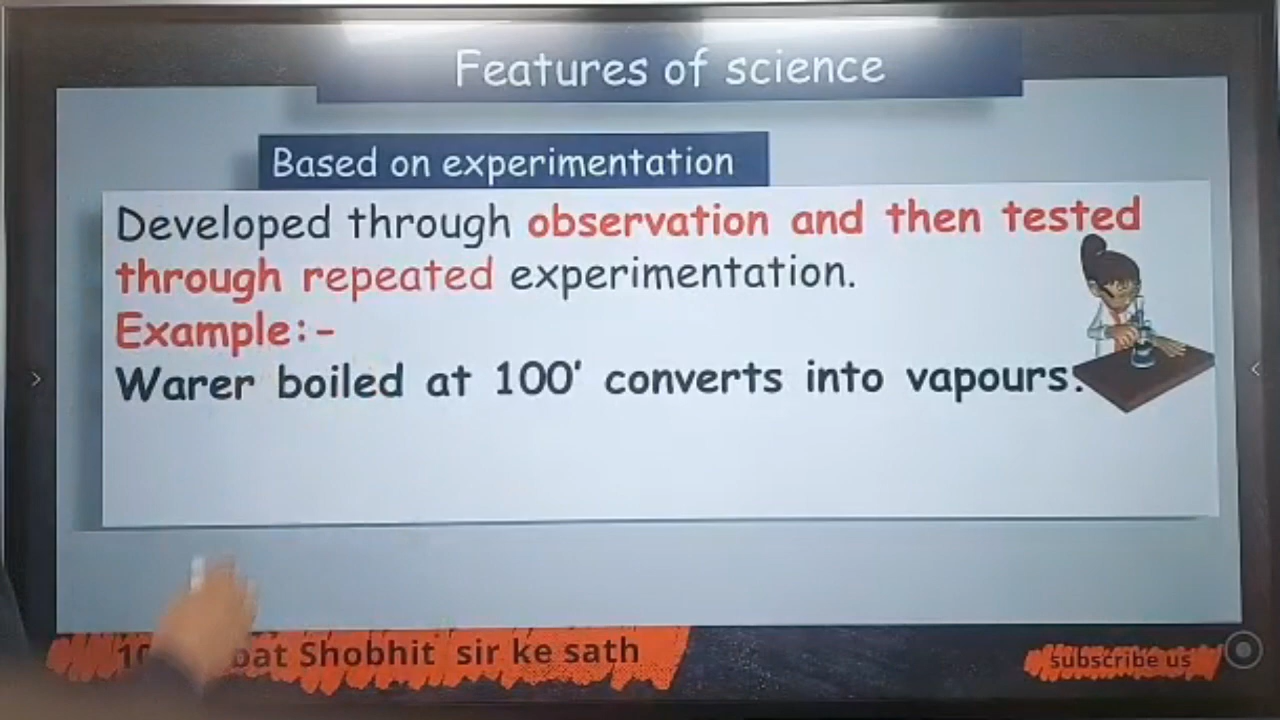 Features of science
Based on experimentation
Developed through observation and then tested
through repeated experimentation.
Example:-
Warer boiled at 100' converts into vapours.
Shobhit sir ke sath
subscribe us